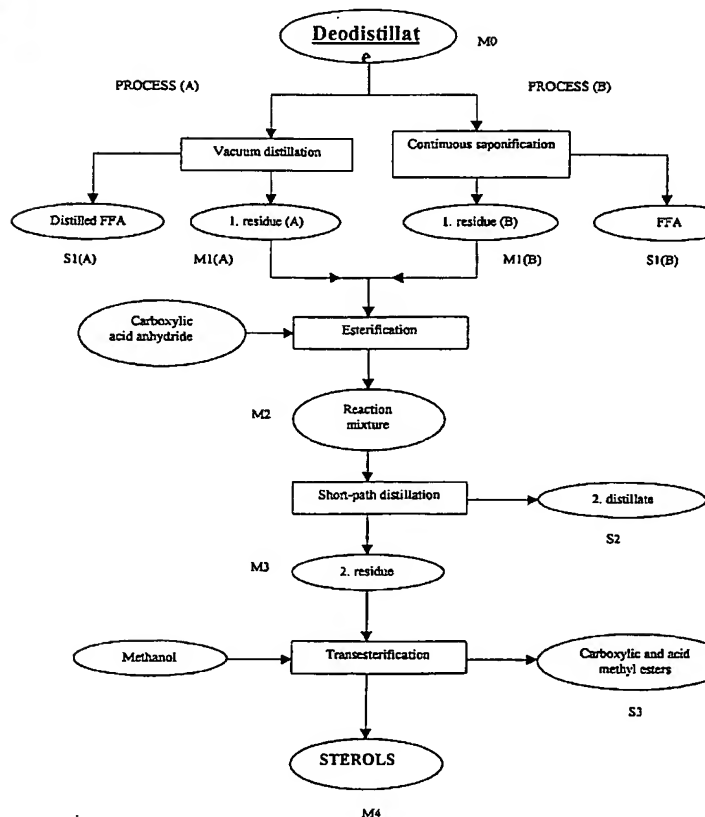 Deodistillat
e
M0
PROCESS (A)
PROCESS (B)
Vacuum distillation
Continuous saponification
Distilled FFA
1. residue (A)
1. residue (B)
FFA
S1(A)
M1(A)
M1(B)
S1(B)
Carboxylic
acid anhydride
Esterification
M2
Reaction
mixture
Short-path distillation
2. distillate
S2
M3
2. residue
Methanol
Transesterification
Carboxylic and acid
methyl esters
S3
STEROLS
M4